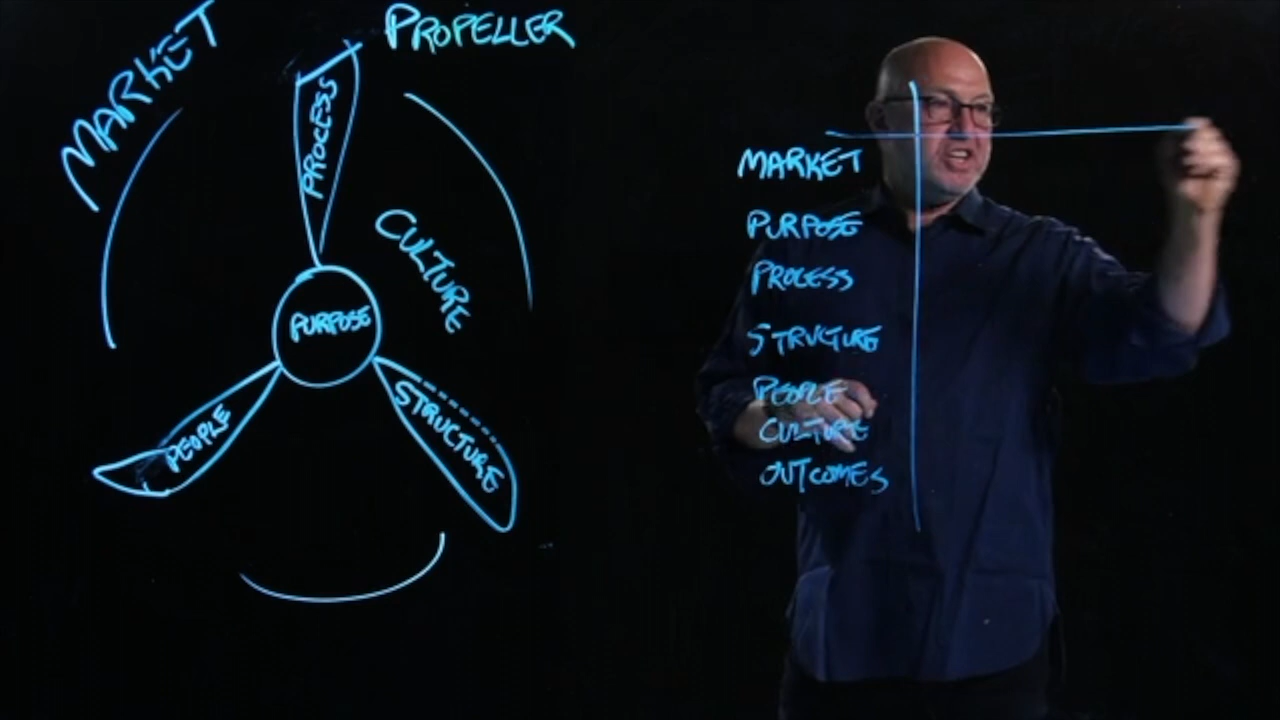 MARKET
PROPELLER
PROCESS
CULTURE
PURPOSE
PEOPLE
STRUCTURE
MARKET
PURPOSE
PROCESS
STRUCTURE
PEOPLE
CULTURE
OUTCOMES